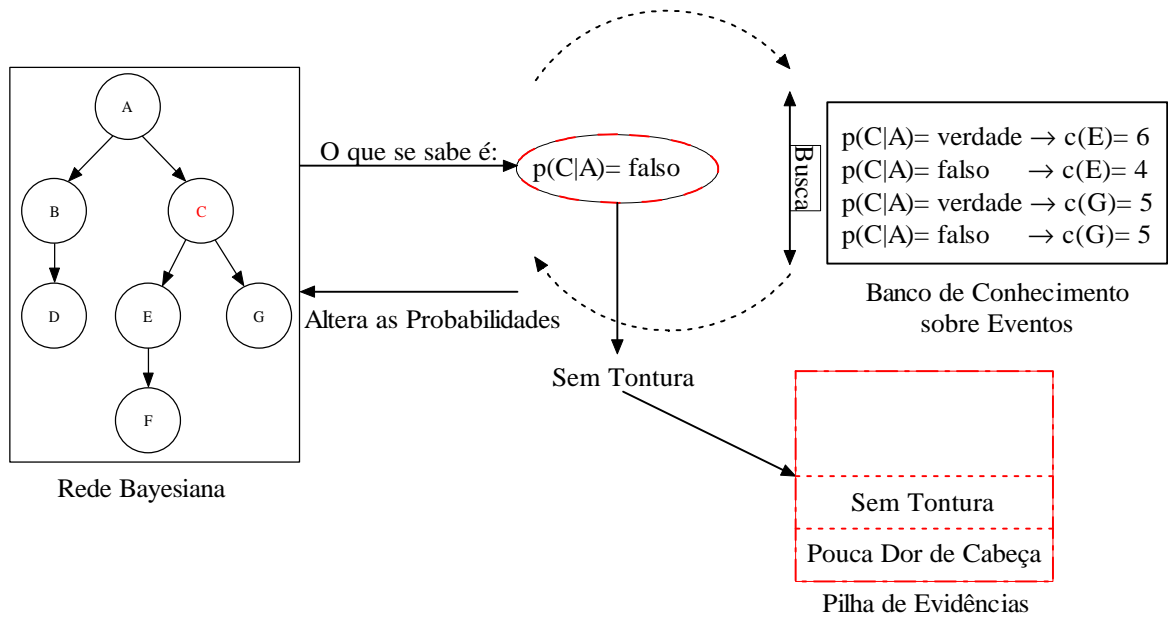 A
B
C
D
E
G
F
Rede Bayesiana
O que se sabe é:
p(C|A)= falso
Altera as Probabilidades
Sem Tontura
Busca
p(C|A)= verdade → c(E)= 6
p(C|A)= falso → c(E)= 4
p(C|A)= verdade → c(G)= 5
p(C|A)= falso → c(G)= 5
Banco de Conhecimento
sobre Eventos
Sem Tontura
Pouca Dor de Cabeça
Pilha de Evidências